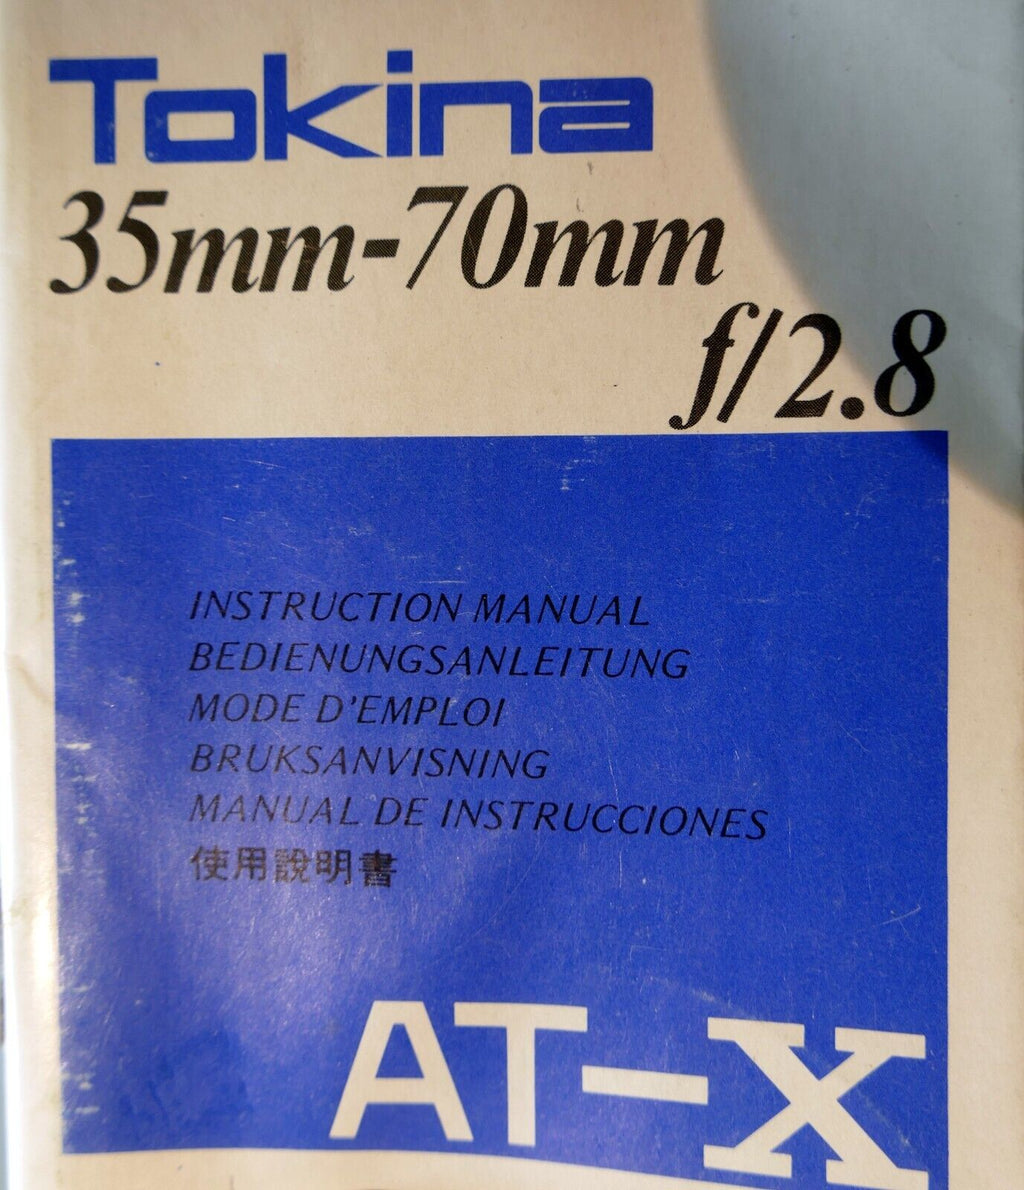 Tokina
35mm-70mm
f/2.8
INSTRUCTION MANUAL
BEDIENUNGSANLEITUNG
MODE D'EMPLOI
BRUKSANVISNING
MANUAL DE INSTRUCCIONES
使用說明書
AT-X